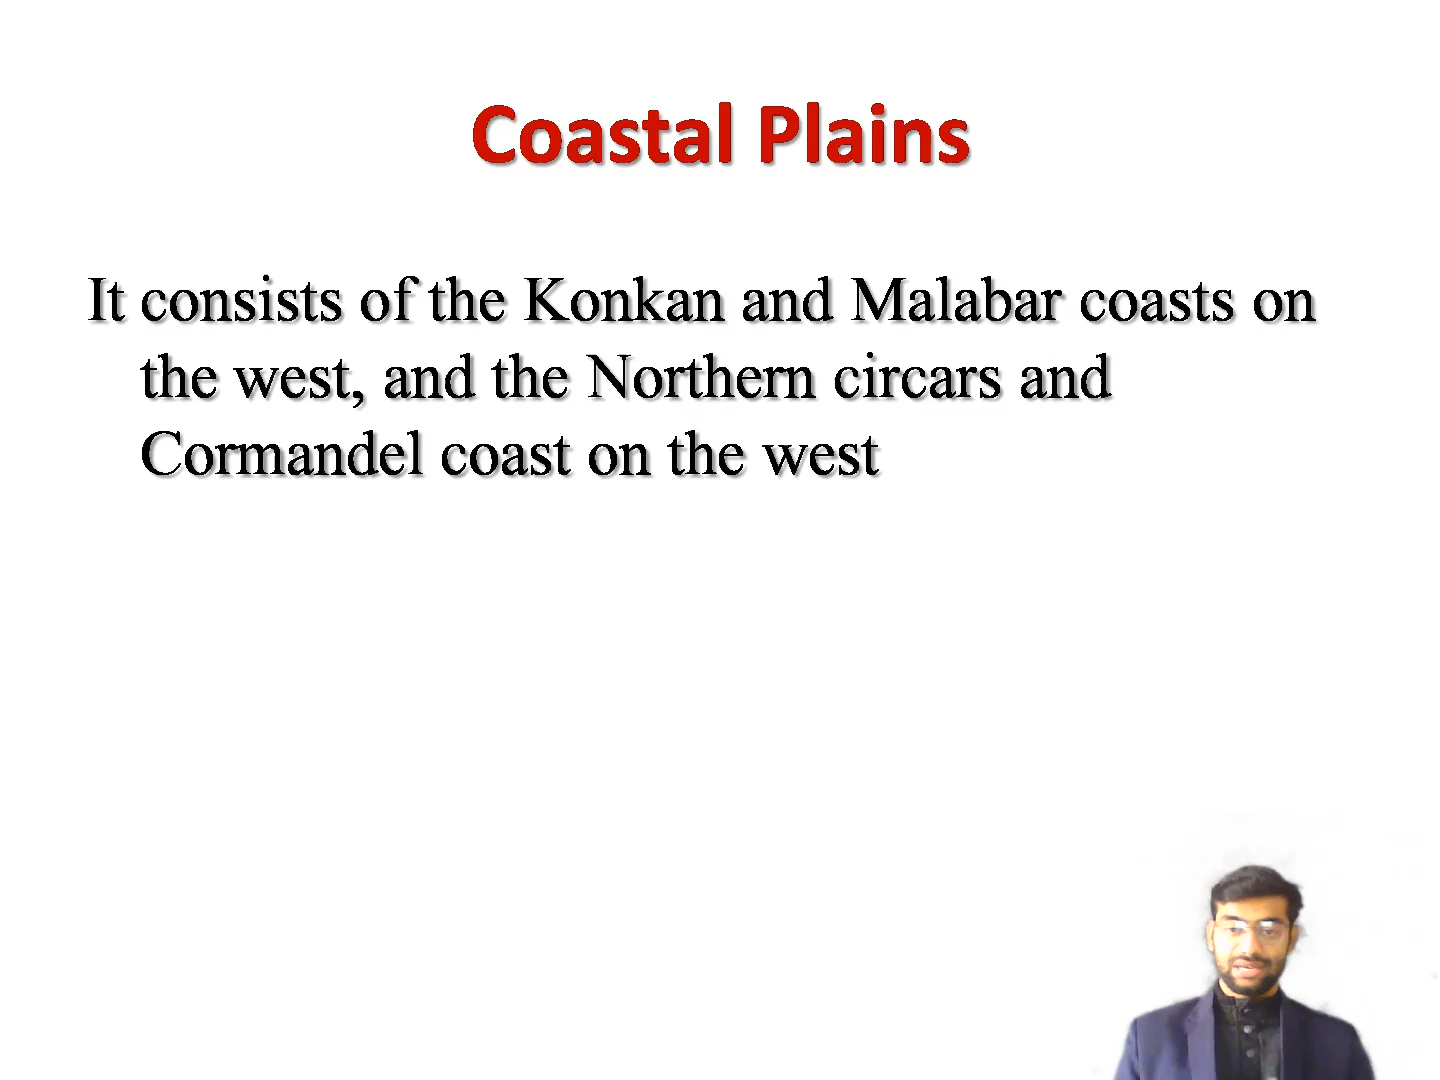 Coastal Plains
It consists of the Konkan and Malabar coasts on
the west, and the Northern circars and
Cormandel coast on the west